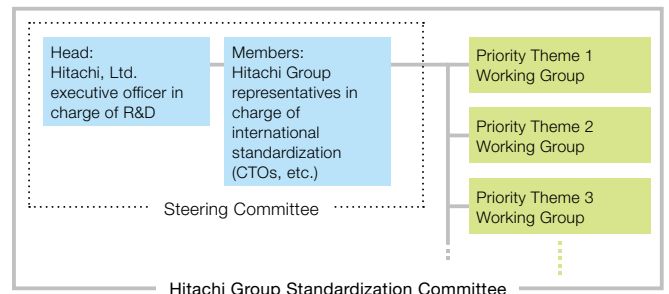 Head:
Hitachi, Ltd.
executive officer in
charge of R&D
Members:
Hitachi Group
representatives in
charge of
international
standardization
(CTOs, etc.)
Steering Committee
Priority Theme 1
Working Group
Priority Theme 2
Working Group
Priority Theme 3
Working Group
Hitachi Group Standardization Committee